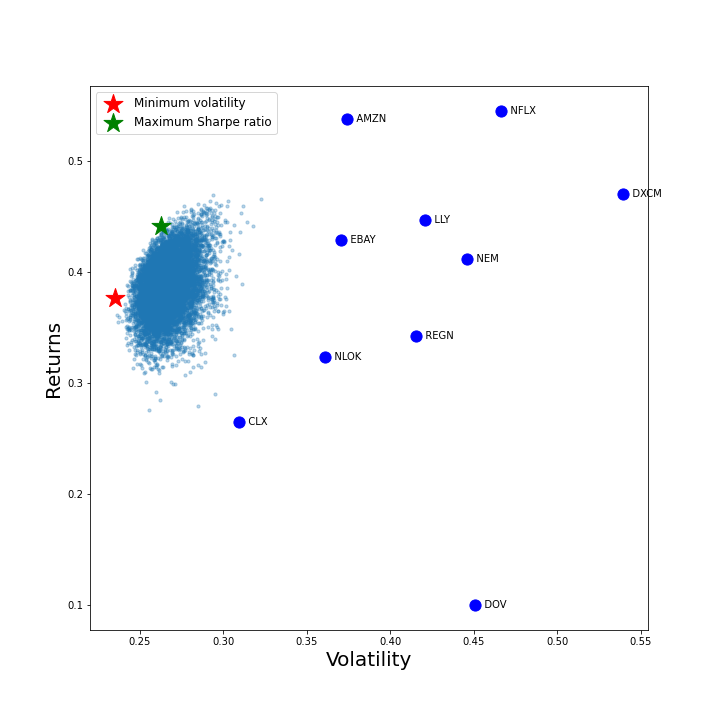 Minimum volatility
Maximum Sharpe ratio
NFLX
AMZN
0.5
DXCM
LLY
EBAY
NEM
0.4
REGN
NLOK
Returns
0.3
CLX
0.2
0.1
DOV
0.25 0.30 0.35 0.40 0.45 0.50 0.55
Volatility